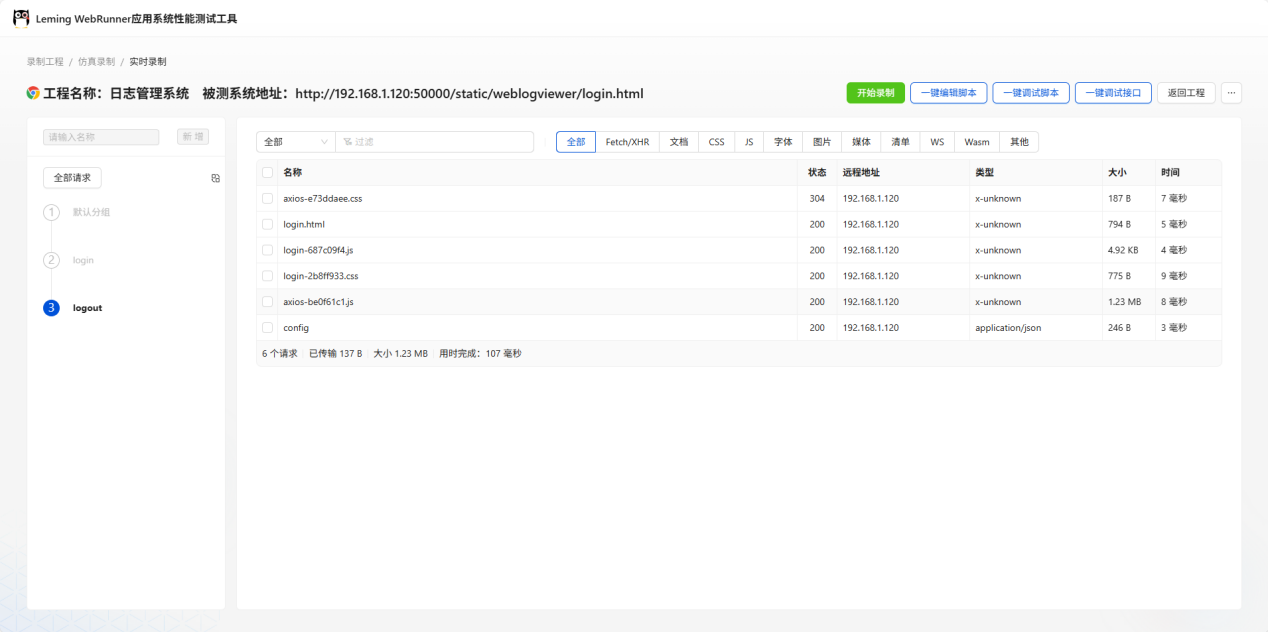 Leming WebRunner应用系统性能测试工具
录制工程 / 仿真录制 / 实时录制
工程名称：日志管理系统 被测系统地址：http://192.168.1.120:50000/static/weblogviewer/login.html
开始录制 一键编辑脚本 一键调试脚本 一键调试接口 返回工程 ...
请输入名称 新 增
全部请求
1 默认分组
2 login
3 logout
全部 过滤 全部 Fetch/XHR 文档 CSS JS 字体 图片 媒体 清单 WS Wasm 其他
名称 状态 远程地址 类型 大小 时间
axios-e73ddaee.css 304 192.168.1.120 x-unknown 187 B 7 毫秒
login.html 200 192.168.1.120 x-unknown 794 B 5 毫秒
login-687c09f4.js 200 192.168.1.120 x-unknown 4.92 KB 4 毫秒
login-2b8ff933.css 200 192.168.1.120 x-unknown 775 B 9 毫秒
axios-be0f61c1.js 200 192.168.1.120 x-unknown 1.23 MB 8 毫秒
config 200 192.168.1.120 application/json 246 B 3 毫秒
6 个请求 已传输 137 B 大小 1.23 MB 用时完成：107 毫秒